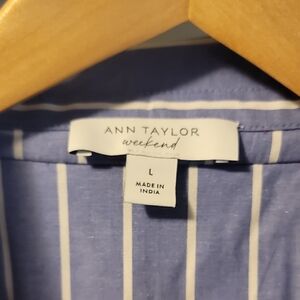 ANN TAYLOR
weekend
L
MADE IN
INDIA